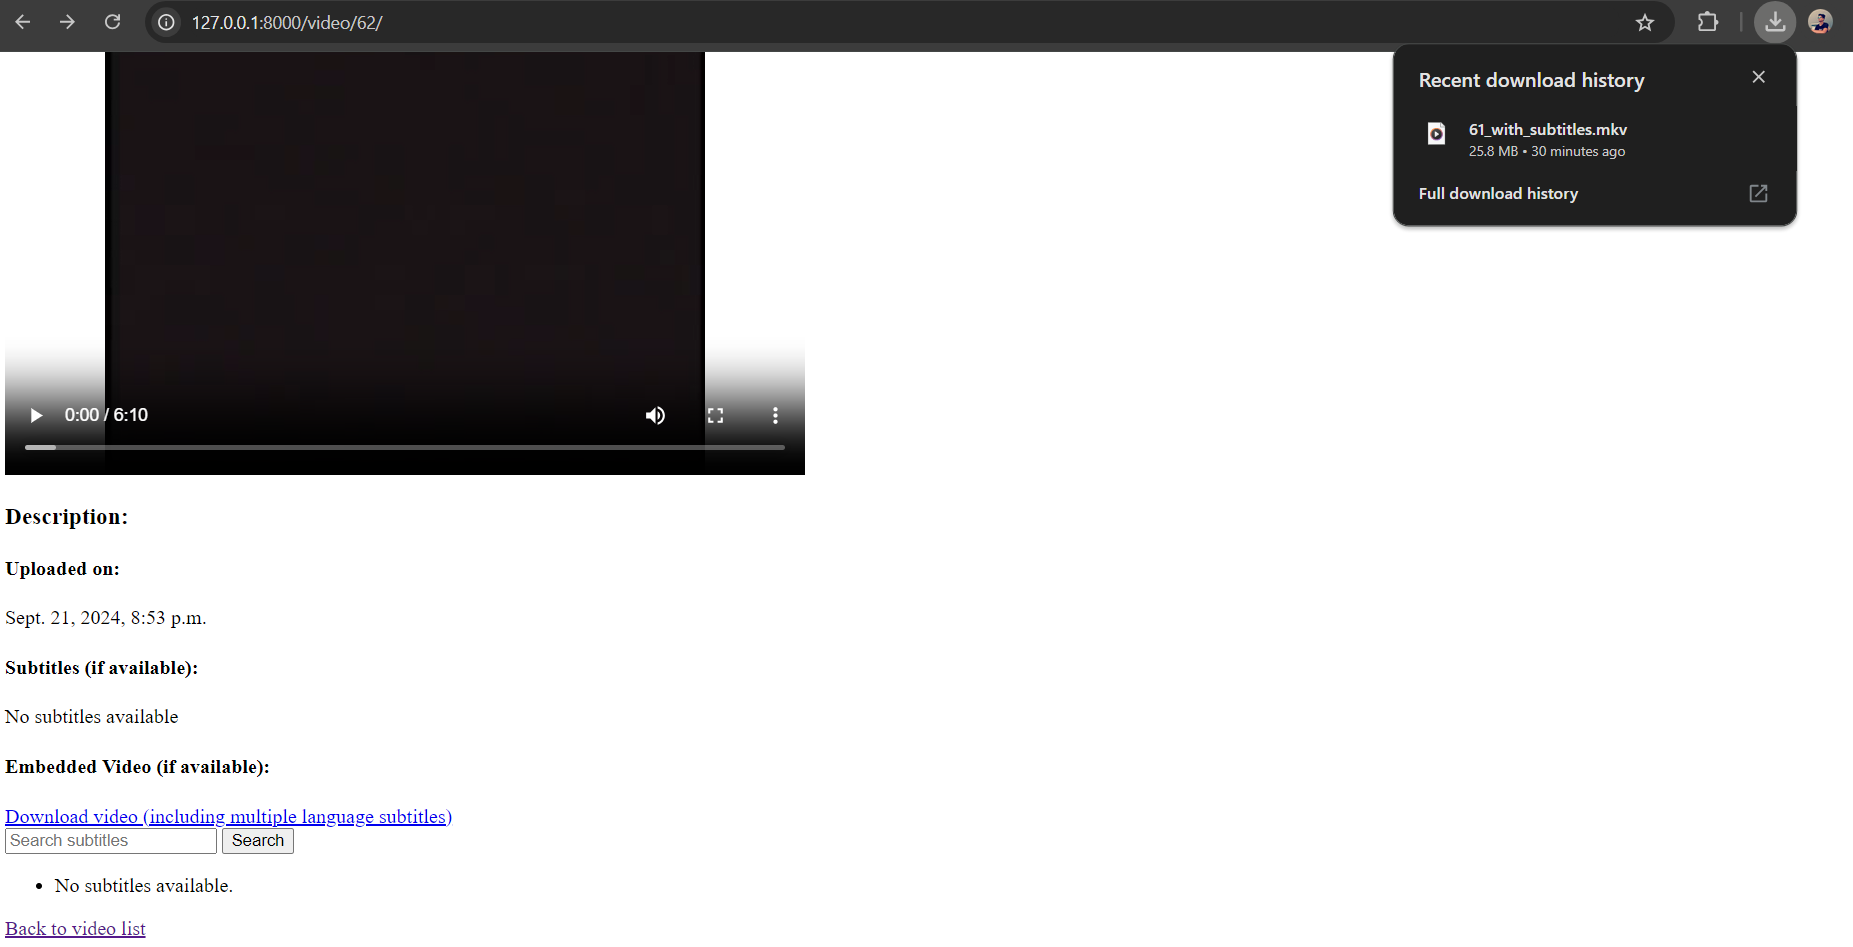 127.0.0.1:8000/video/62/
Recent download history
61_with_subtitles.mkv
25.8 MB • 30 minutes ago
Full download history
0:00 / 6:10
Description:
Uploaded on:
Sept. 21, 2024, 8:53 p.m.
Subtitles (if available):
No subtitles available
Embedded Video (if available):
Download video (including multiple language subtitles)
Search subtitles Search
• No subtitles available.
Back to video list